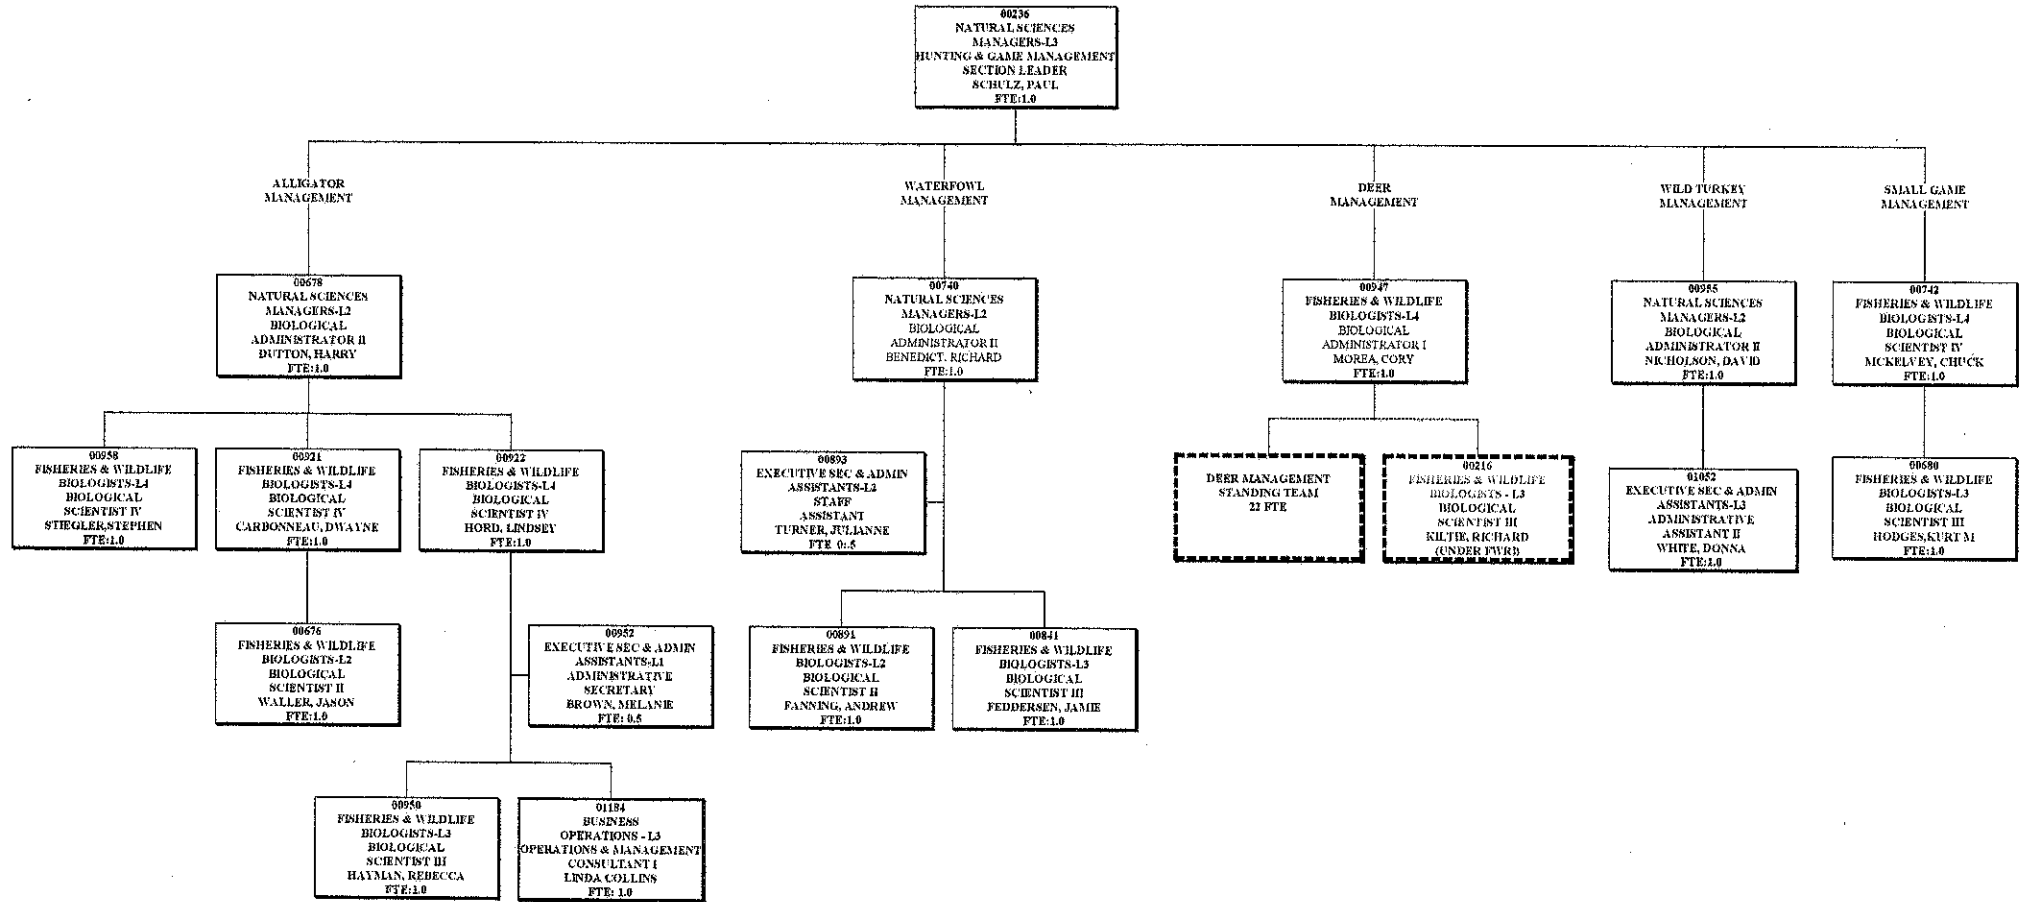 00236
NATURAL SCIENCES
MANAGERS-L3
HUNTING & GAME MANAGEMENT
SECTION LEADER
SCHULZ, PAUL
FTE:1.0
ALLIGATOR
MANAGEMENT
WATERFOWL
MANAGEMENT
DEER
MANAGEMENT
WILD TURKEY
MANAGEMENT
SMALL GAME
MANAGEMENT
00678
NATURAL SCIENCES
MANAGERS-L2
BIOLOGICAL
ADMINISTRATOR II
DUTTON, HARRY
FTE:1.0
00740
NATURAL SCIENCES
MANAGERS-L2
BIOLOGICAL
ADMINISTRATOR II
BENEDICT, RICHARD
FTE:1.0
00947
FISHERIES & WILDLIFE
BIOLOGISTS-L4
BIOLOGICAL
ADMINISTRATOR I
MOREA, CORY
FTE:1.0
00955
NATURAL SCIENCES
MANAGERS-L2
BIOLOGICAL
ADMINISTRATOR II
NICHOLSON, DAVID
FTE:1.0
00742
FISHERIES & WILDLIFE
BIOLOGISTS-L4
BIOLOGICAL
SCIENTIST IV
MCKELVEY, CHUCK
FTE:1.0
00958
FISHERIES & WILDLIFE
BIOLOGISTS-L4
BIOLOGICAL
SCIENTIST IV
STIEGLER,STEPHEN
FTE:1.0
00921
FISHERIES & WILDLIFE
BIOLOGISTS-L4
BIOLOGICAL
SCIENTIST IV
CARBONNEAU, DWAYNE
FTE:1.0
00922
FISHERIES & WILDLIFE
BIOLOGISTS-L4
BIOLOGICAL
SCIENTIST IV
HORD, LINDSEY
FTE:1.0
00893
EXECUTIVE SEC & ADMIN
ASSISTANTS-L2
STAFF
ASSISTANT
TURNER, JULIANNE
FTE 0:.5
DEER MANAGEMENT
STANDING TEAM
22 FTE
00216
FISHERIES & WILDLIFE
BIOLOGISTS - L3
BIOLOGICAL
SCIENTIST III
KILTIE, RICHARD
(UNDER FWRI)
01052
EXECUTIVE SEC & ADMIN
ASSISTANTS-L3
ADMINISTRATIVE
ASSISTANT II
WHITE, DONNA
FTE:1.0
00680
FISHERIES & WILDLIFE
BIOLOGISTS-L3
BIOLOGICAL
SCIENTIST III
HODGES,KURT M
FTE:1.0
00676
FISHERIES & WILDLIFE
BIOLOGISTS-L2
BIOLOGICAL
SCIENTIST II
WALLER, JASON
FTE:1.0
00952
EXECUTIVE SEC & ADMIN
ASSISTANTS-L1
ADMINISTRATIVE
SECRETARY
BROWN, MELANIE
FTE: 0.5
00891
FISHERIES & WILDLIFE
BIOLOGISTS-L2
BIOLOGICAL
SCIENTIST II
FANNING, ANDREW
FTE:1.0
00841
FISHERIES & WILDLIFE
BIOLOGISTS-L3
BIOLOGICAL
SCIENTIST III
FEDDERSEN, JAMIE
FTE:1.0
00950
FISHERIES & WILDLIFE
BIOLOGISTS-L3
BIOLOGICAL
SCIENTIST III
HAYMAN, REBECCA
FTE:1.0
01184
BUSINESS
OPERATIONS - L3
OPERATIONS & MANAGEMENT
CONSULTANT I
LINDA COLLINS
FTE: 1.0